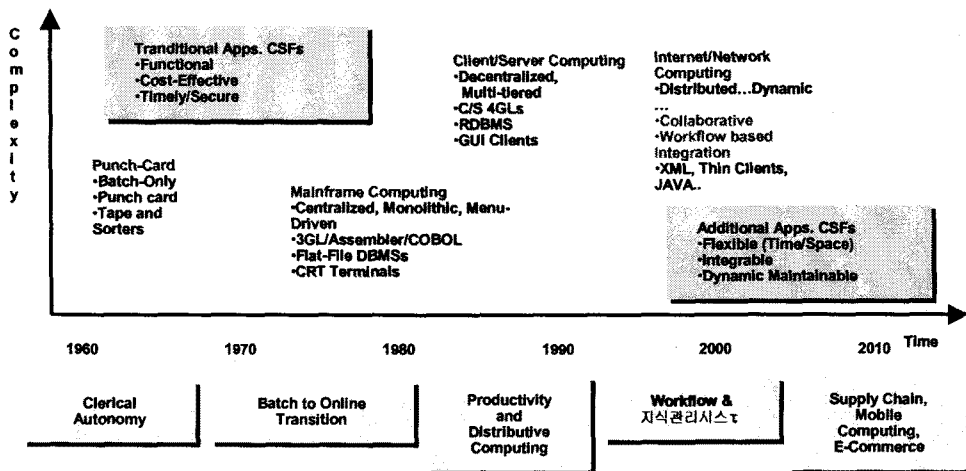 Complexity
Tranditional Apps. CSFs
•Functional
•Cost-Effective
•Timely/Secure
Punch-Card
•Batch-Only
•Punch card
•Tape and
Sorters
Mainframe Computing
•Centralized, Monolithic, Menu-
Driven
•3GL/Assembler/COBOL
•Flat-File DBMSs
•CRT Terminals
Client/Server Computing
•Decentralized,
Multi-tiered
•C/S 4GLs
•RDBMS
•GUI Clients
Internet/Network
Computing
•Distributed...Dynamic
...
•Collaborative
•Workflow based
Integration
•XML, Thin Clients,
JAVA..
Additional Apps. CSFs
•Flexible (Time/Space)
•Integrable
•Dynamic Maintainable
1960 1970 1980 1990 2000 2010 Time
Clerical
Autonomy
Batch to Online
Transition
Productivity
and
Distributive
Computing
Workflow &
지식관리시스τ
Supply Chain,
Mobile
Computing,
E-Commerce